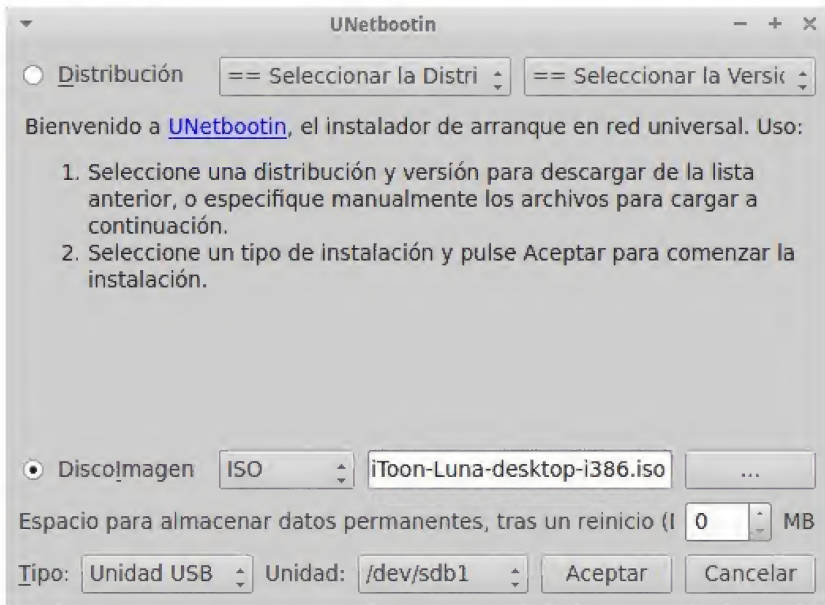 UNetbootin
Distribución == Seleccionar la Distri == Seleccionar la Versic
Bienvenido a UNetbootin, el instalador de arranque en red universal. Uso:
1. Seleccione una distribución y versión para descargar de la lista
anterior, o especifique manualmente los archivos para cargar a
continuación.
2. Seleccione un tipo de instalación y pulse Aceptar para comenzar la
instalación.
DiscoImagen ISO iToon-Luna-desktop-i386.iso ...
Espacio para almacenar datos permanentes, tras un reinicio (I 0 MB
Tipo: Unidad USB Unidad: /dev/sdb1 Aceptar Cancelar